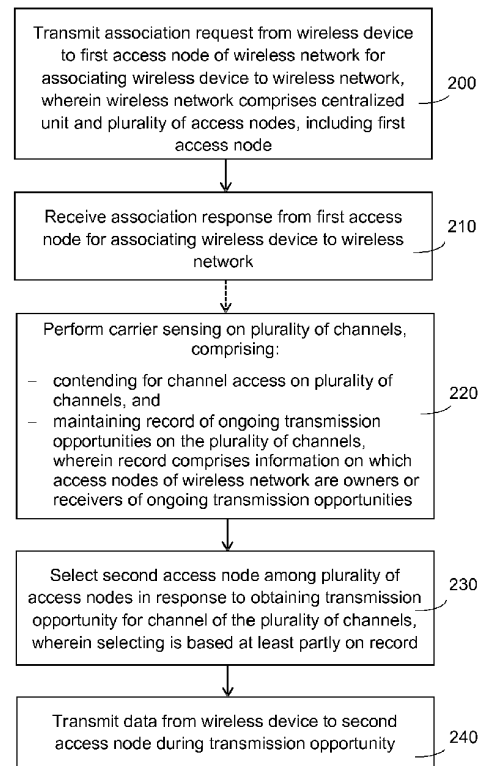 Transmit association request from wireless device
to first access node of wireless network for
associating wireless device to wireless network,
wherein wireless network comprises centralized
unit and plurality of access nodes, including first
access node
200
Receive association response from first access
node for associating wireless device to wireless
network
210
Perform carrier sensing on plurality of channels,
comprising:
– contending for channel access on plurality of
channels, and
– maintaining record of ongoing transmission
opportunities on the plurality of channels,
wherein record comprises information on which
access nodes of wireless network are owners or
receivers of ongoing transmission opportunities
220
Select second access node among plurality of
access nodes in response to obtaining transmission
opportunity for channel of the plurality of channels,
wherein selecting is based at least partly on record
230
Transmit data from wireless device to second
access node during transmission opportunity
240